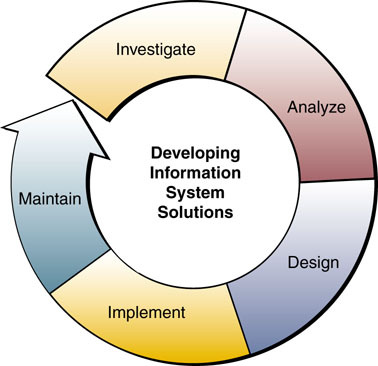 Investigate
Analyze
Design
Implement
Maintain
Developing
Information
System
Solutions